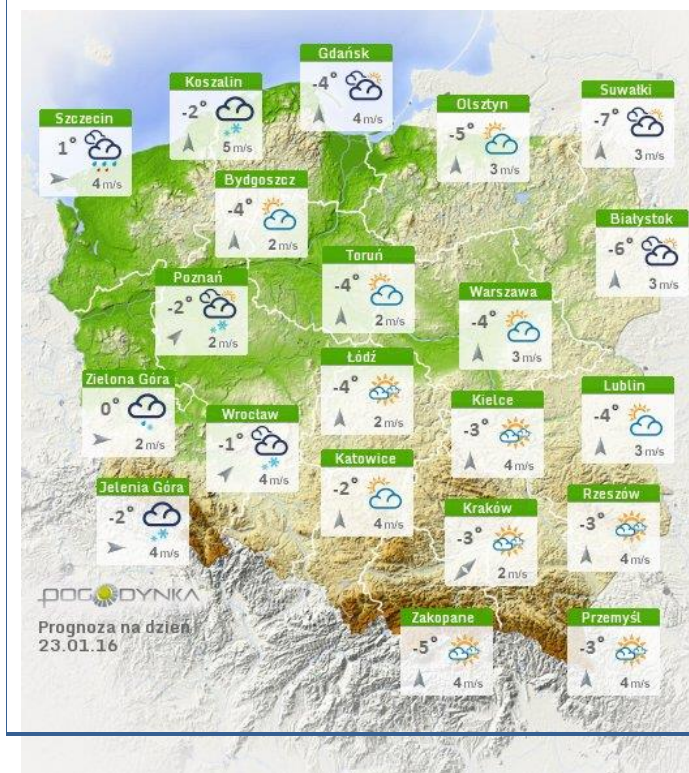 Gdańsk
-4°
4 m/s
Koszalin
-2°
5 m/s
Suwałki
-7°
3 m/s
Olsztyn
-5°
3 m/s
Szczecin
1°
4 m/s
Bydgoszcz
-4°
2 m/s
Białystok
-6°
3 m/s
Toruń
-4°
2 m/s
Poznań
-2°
2 m/s
Warszawa
-4°
3 m/s
Łódź
-4°
2 m/s
Zielona Góra
0°
2 m/s
Lublin
-4°
3 m/s
Kielce
-3°
4 m/s
Wrocław
-1°
4 m/s
Katowice
-2°
4 m/s
Jelenia Góra
-2°
4 m/s
Rzeszów
-3°
4 m/s
Kraków
-3°
2 m/s
POGODYNKA
Prognoza na dzień
23.01.16
Zakopane
-5°
4 m/s
Przemyśl
-3°
4 m/s